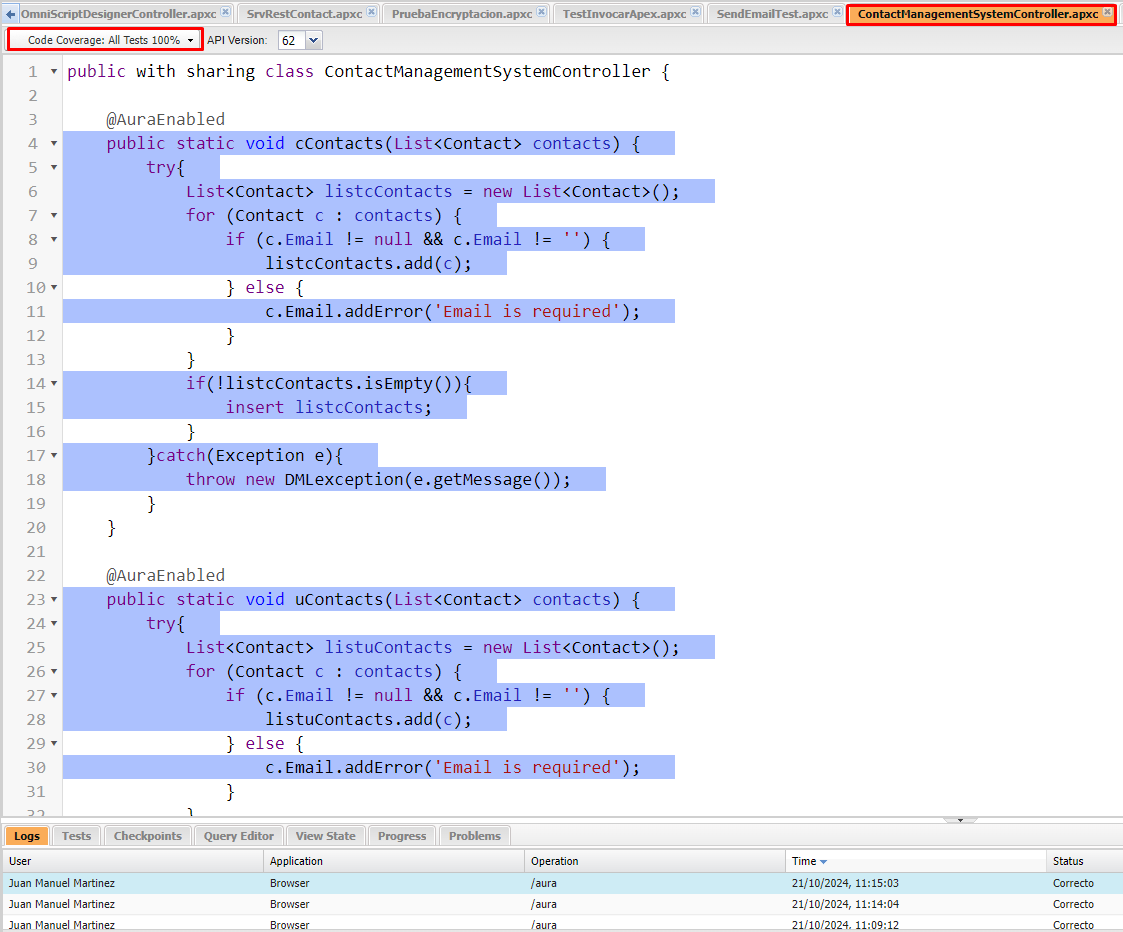 OmniScriptDesignerController.apxc SrvRestContact.apxc PruebaEncryptacion.apxc TestInvocarApex.apxc SendEmailTest.apxc ContactManagementSystemController.apxc
Code Coverage: All Tests 100% API Version: 62
1 public with sharing class ContactManagementSystemController {
2
3 @AuraEnabled
4 public static void cContacts(List<Contact> contacts) {
5 try{
6 List<Contact> listcContacts = new List<Contact>();
7 for (Contact c : contacts) {
8 if (c.Email != null && c.Email != '') {
9 listcContacts.add(c);
10 } else {
11 c.Email.addError('Email is required');
12 }
13 }
14 if(!listcContacts.isEmpty()){
15 insert listcContacts;
16 }
17 }catch(Exception e){
18 throw new DMLexception(e.getMessage());
19 }
20 }
21
22 @AuraEnabled
23 public static void uContacts(List<Contact> contacts) {
24 try{
25 List<Contact> listuContacts = new List<Contact>();
26 for (Contact c : contacts) {
27 if (c.Email != null && c.Email != '') {
28 listuContacts.add(c);
29 } else {
30 c.Email.addError('Email is required');
31 }
32 }
Logs Tests Checkpoints Query Editor View State Progress Problems
User Application Operation Time Status
Juan Manuel Martinez Browser /aura 21/10/2024, 11:15:03 Correcto
Juan Manuel Martinez Browser /aura 21/10/2024, 11:14:04 Correcto
Juan Manuel Martinez Browser /aura 21/10/2024, 11:09:12 Correcto